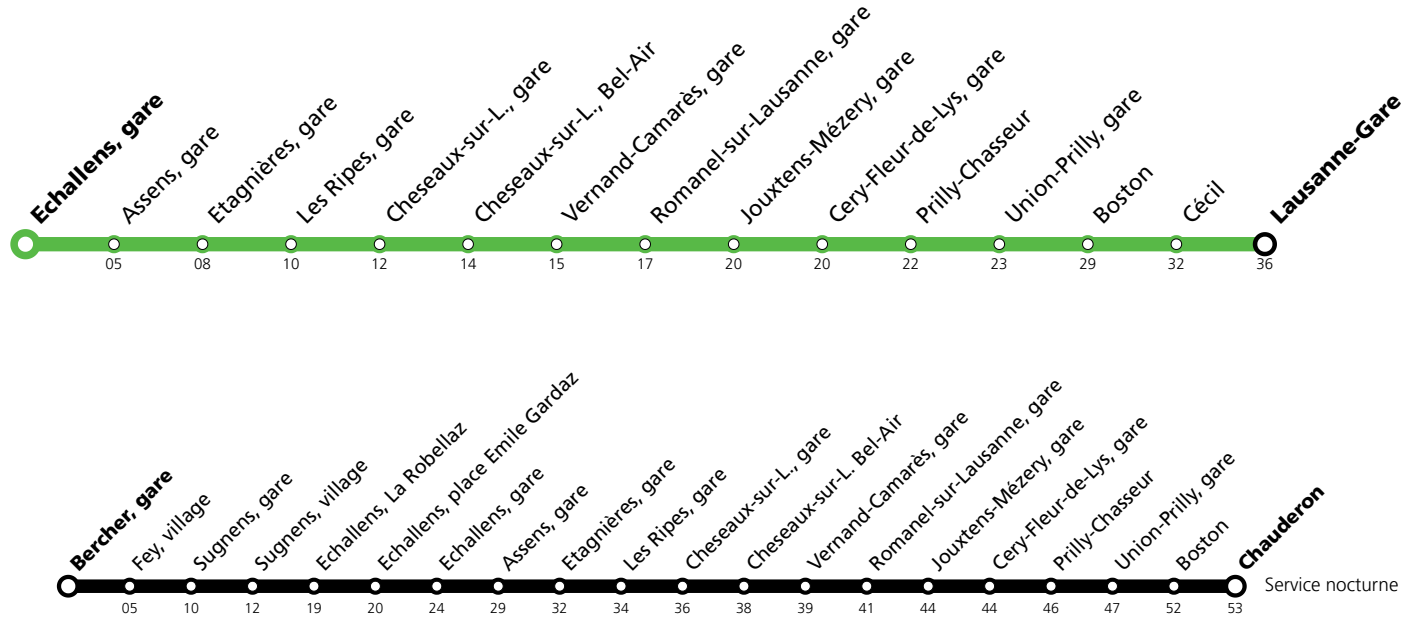 Echallens, gare
Assens, gare
Etagnières, gare
Les Ripes, gare
Cheseaux-sur-L., gare
Cheseaux-sur-L., Bel-Air
Vernand-Camarès, gare
Romanel-sur-Lausanne, gare
Jouxtens-Mézery, gare
Cery-Fleur-de-Lys, gare
Prilly-Chasseur
Union-Prilly, gare
Boston
Cécil
Lausanne-Gare
05 08 10 12 14 15 17 20 20 22 23 29 32 36
Bercher, gare
Fey, village
Sugnens, gare
Sugnens, village
Echallens, La Robellaz
Echallens, place Emile Gardaz
Echallens, gare
Assens, gare
Etagnières, gare
Les Ripes, gare
Cheseaux-sur-L., gare
Cheseaux-sur-L. Bel-Air
Vernand-Camarès, gare
Romanel-sur-Lausanne, gare
Jouxtens-Mézery, gare
Cery-Fleur-de-Lys, gare
Prilly-Chasseur
Union-Prilly, gare
Boston
Chauderon
Service nocturne
05 10 12 19 20 24 29 32 34 36 38 39 41 44 44 46 47 52 53